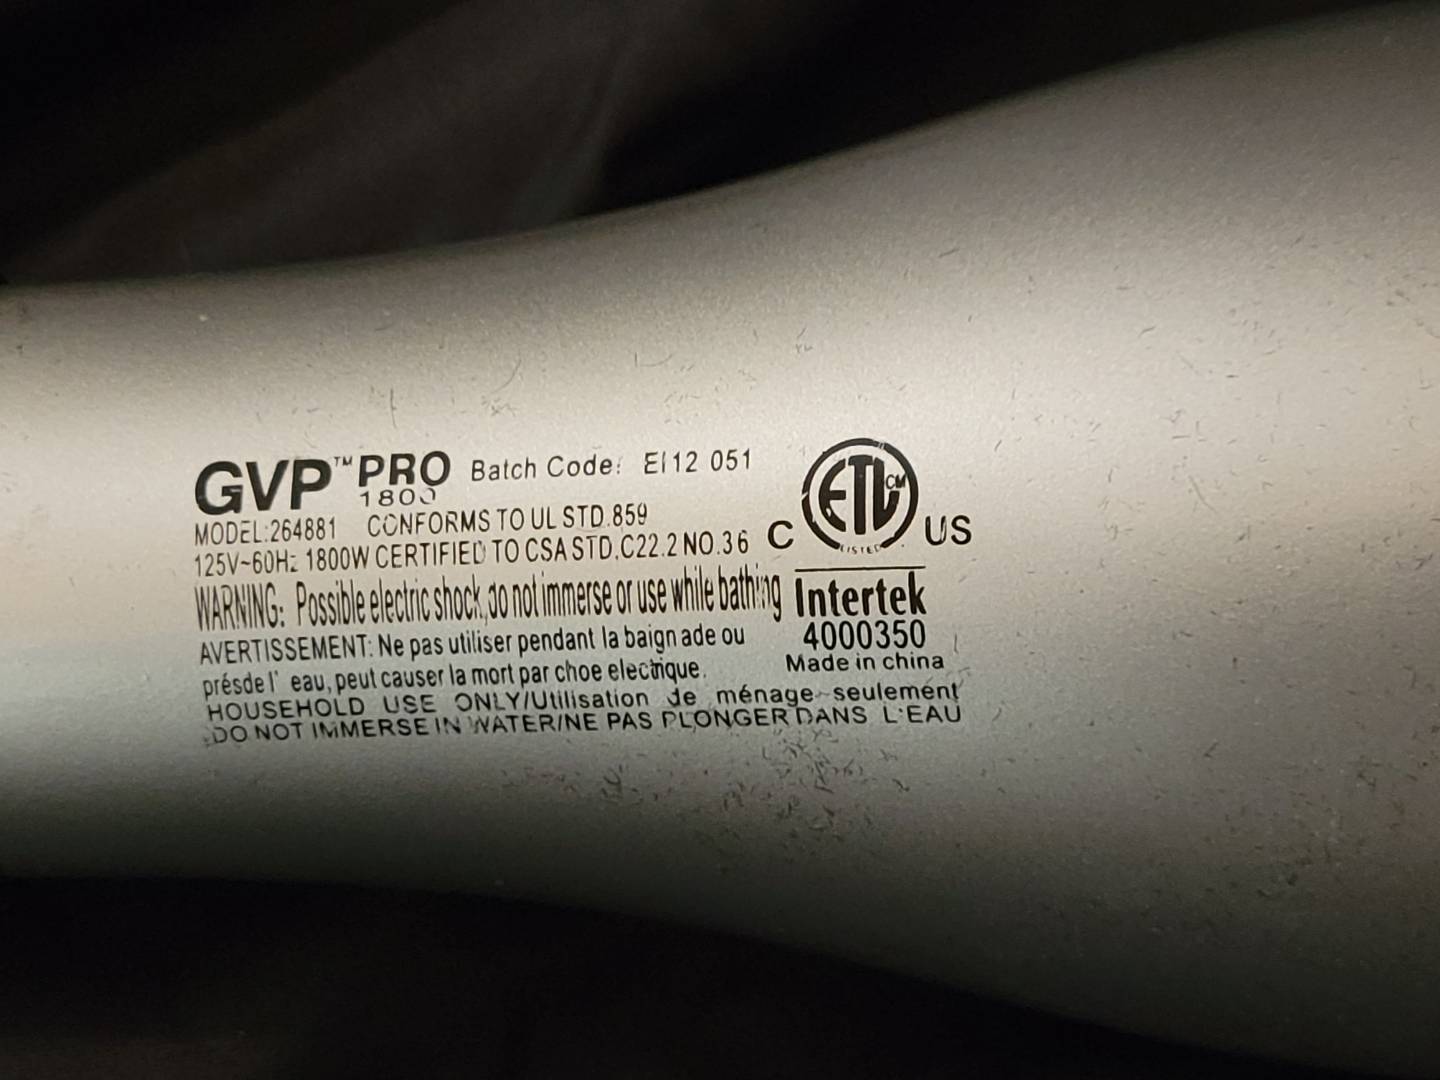 GVP™ PRO Batch Code: EI12 051
1800
MODEL:264881 CONFORMS TO UL STD.859
125V~60Hz 1800W CERTIFIED TO CSA STD.C22.2 NO.36
WARNING: Possible electric shock, do not immerse or use while bathing
AVERTISSEMENT: Ne pas utiliser pendant la baign ade ou
présde l' eau, peut causer la mort par choe electrique.
HOUSEHOLD USE ONLY/Utilisation de ménage seulement
DO NOT IMMERSE IN WATER/NE PAS PLONGER DANS L'EAU
C ETL CM US
LISTED
Intertek
4000350
Made in china